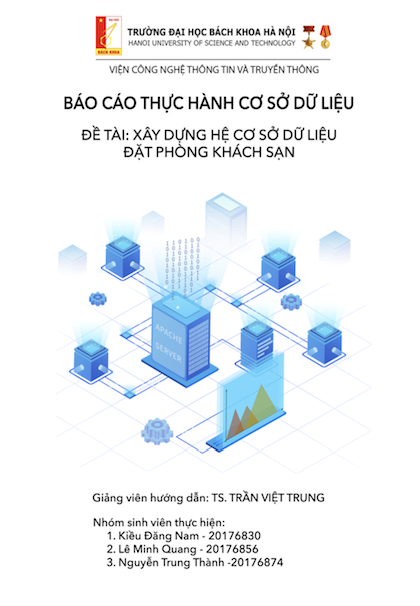 TRƯỜNG ĐẠI HỌC BÁCH KHOA HÀ NỘI
HANOI UNIVERSITY OF SCIENCE AND TECHNOLOGY
BÁCH KHOA
VIỆN CÔNG NGHỆ THÔNG TIN VÀ TRUYỀN THÔNG
BÁO CÁO THỰC HÀNH CƠ SỞ DỮ LIỆU
ĐỀ TÀI: XÂY DỰNG HỆ CƠ SỞ DỮ LIỆU
ĐẶT PHÒNG KHÁCH SẠN
APACHE
SERVER
Giảng viên hướng dẫn: TS. TRẦN VIỆT TRUNG
Nhóm sinh viên thực hiện:
1. Kiều Đăng Nam - 20176830
2. Lê Minh Quang - 20176856
3. Nguyễn Trung Thành -20176874